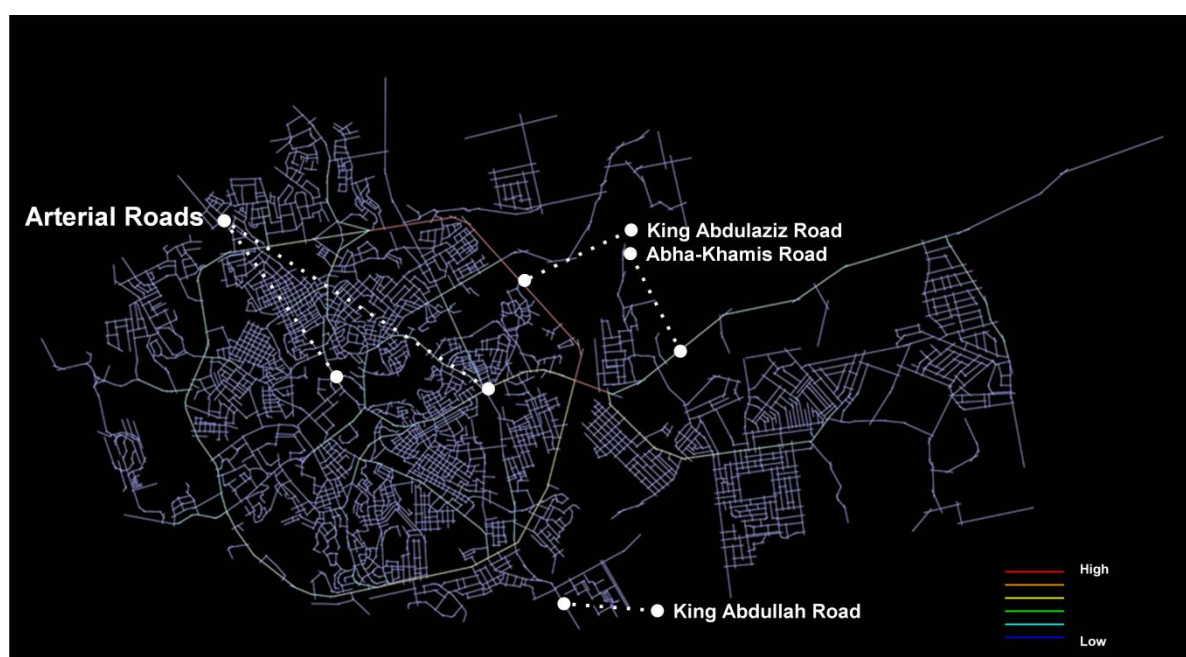 Arterial Roads
King Abdulaziz Road
Abha-Khamis Road
King Abdullah Road
High
Low